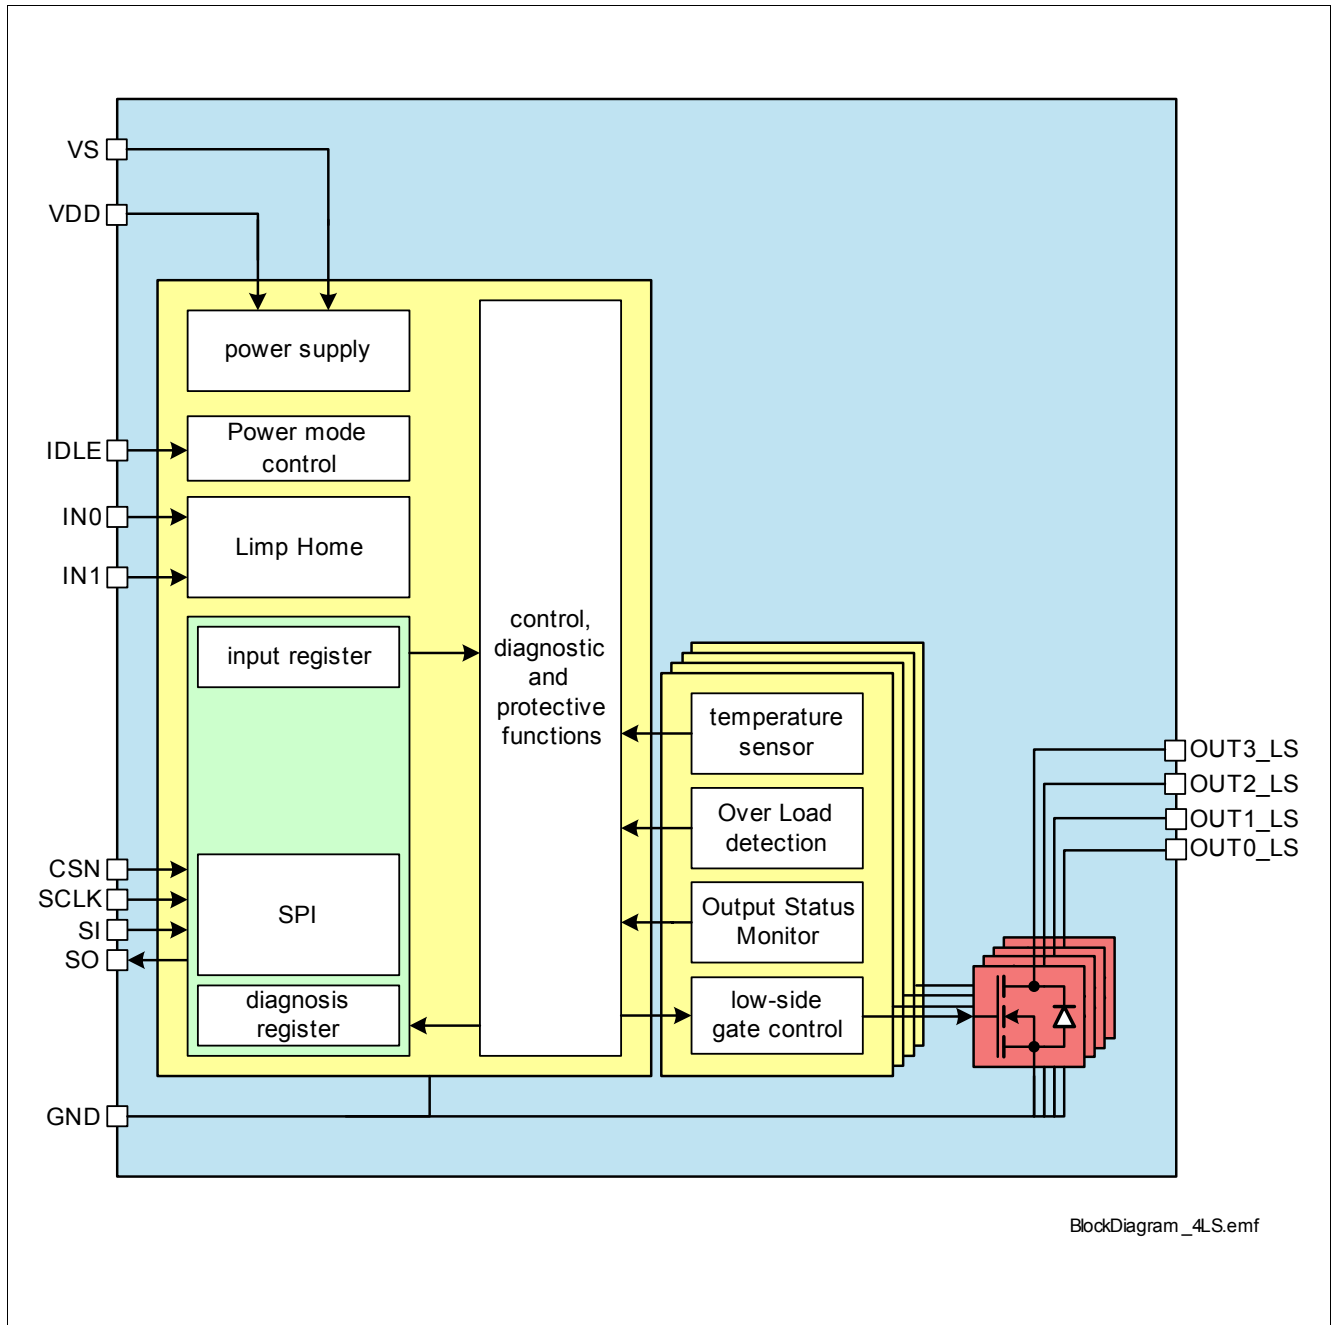 VS
VDD
power supply
IDLE
Power mode
control
IN0
IN1
Limp Home
input register
control,
diagnostic
and
protective
functions
temperature
sensor
Over Load
detection
Output Status
Monitor
low-side
gate control
OUT3_LS
OUT2_LS
OUT1_LS
OUT0_LS
CSN
SCLK
SI
SO
SPI
diagnosis
register
GND
BlockDiagram_4LS.emf